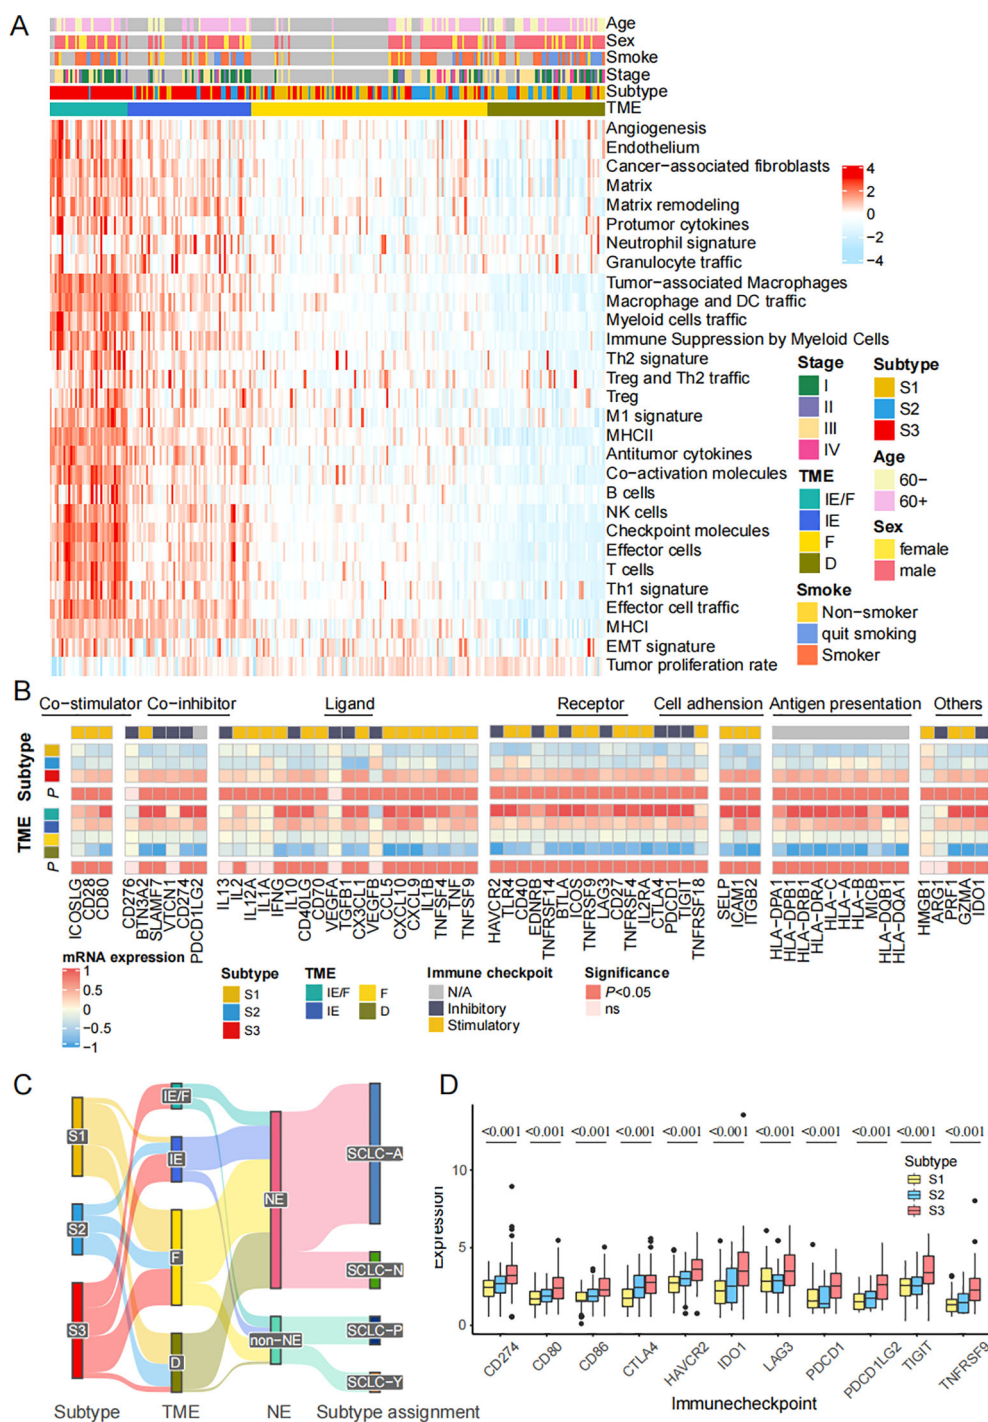 A
Age
Sex
Smoke
Stage
Subtype
TME
Angiogenesis
Endothelium
Cancer-associated fibroblasts
Matrix
Matrix remodeling
Protumor cytokines
Neutrophil signature
Granulocyte traffic
Tumor-associated Macrophages
Macrophage and DC traffic
Myeloid cells traffic
Immune Suppression by Myeloid Cells
Th2 signature
Treg and Th2 traffic
Treg
M1 signature
MHCII
Antitumor cytokines
Co-activation molecules
B cells
NK cells
Checkpoint molecules
Effector cells
T cells
Th1 signature
Effector cell traffic
MHCI
EMT signature
Tumor proliferation rate
4
2
0
−2
−4
Stage
I
II
III
IV
TME
IE/F
IE
F
D
Smoke
Non-smoker
quit smoking
Smoker
Subtype
S1
S2
S3
Age
60-
60+
Sex
female
male
B
Co-stimulator
Co-inhibitor
Ligand
Receptor
Cell adhension
Antigen presentation
Others
Subtype
P
TME
P
ICOSLG
CD28
CD80
CD276
BTN3A2
SLAMF7
VTCN1
CD274
PDCD1LG2
IL13
IL2
IL12A
IL1A
IFNG
IL10
CD40LG
CD70
VEGFA
TGFB1
CX3CL1
VEGFB
CCL5
CXCL10
CXCL9
IL1B
TNFSF4
TNF
TNFSF9
HAVCR2
TLR4
CD40
EDNRB
TNFRSF14
BTLA
ICOS
TNFRSF9
LAG3
CD27
TNFRSF4
IL2RA
CTLA4
PDCD1
TIGIT
TNFRSF18
SELP
ICAM1
ITGB2
HLA-DPA1
HLA-DPB1
HLA-DRB1
HLA-DRA
HLA-C
HLA-A
HLA-B
MICB
HLA-DQB1
HLA-DQA1
HMGB1
ARG1
PRF1
GZMA
IDO1
mRNA expression
1
0.5
0
−0.5
−1
Subtype
S1
S2
S3
TME
IE/F
IE
F
D
Immune checkpoit
N/A
Inhibitory
Stimulatory
Significance
P<0.05
ns
C
S1
S2
S3
IE/F
IE
F
D
NE
non-NE
SCLC-A
SCLC-N
SCLC-P
SCLC-Y
Subtype
TME
NE
Subtype assignment
D
<0.001 <0.001 <0.001 <0.001 <0.001 <0.001 <0.001 <0.001 <0.001 <0.001 <0.001
Subtype
S1
S2
S3
Expression
10
5
0
CD274
CD80
CD86
CTLA4
HAVCR2
IDO1
LAG3
PDCD1
PDCD1LG2
TIGIT
TNFRSF9
Immunecheckpoint